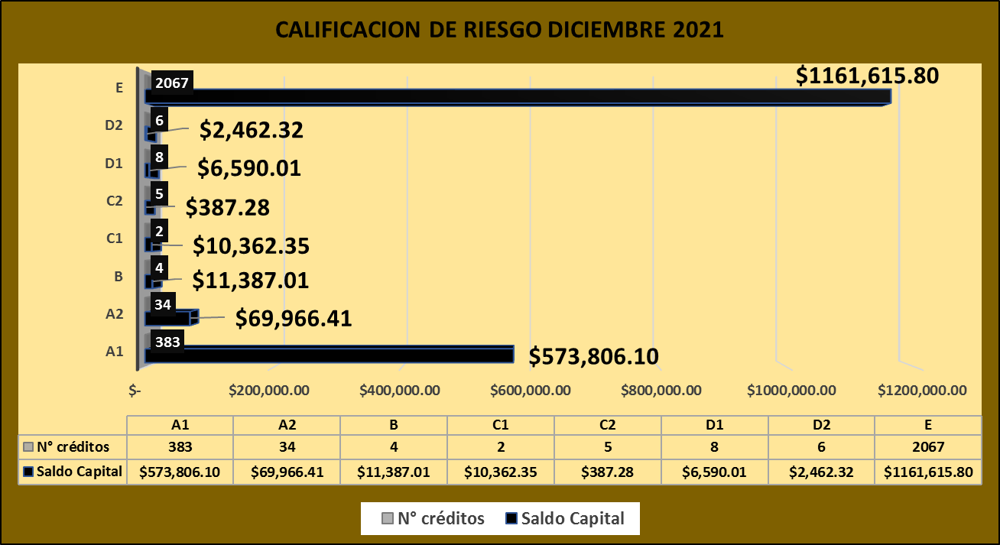 CALIFICACION DE RIESGO DICIEMBRE 2021
E 2067 $1161,615.80
D2 6 $2,462.32
D1 8 $6,590.01
C2 5 $387.28
C1 2 $10,362.35
B 4 $11,387.01
A2 34 $69,966.41
A1 383 $573,806.10
$- $200,000.00 $400,000.00 $600,000.00 $800,000.00 $1000,000.00 $1200,000.00
A1 A2 B C1 C2 D1 D2 E
N° créditos 383 34 4 2 5 8 6 2067
Saldo Capital $573,806.10 $69,966.41 $11,387.01 $10,362.35 $387.28 $6,590.01 $2,462.32 $1161,615.80
N° créditos Saldo Capital